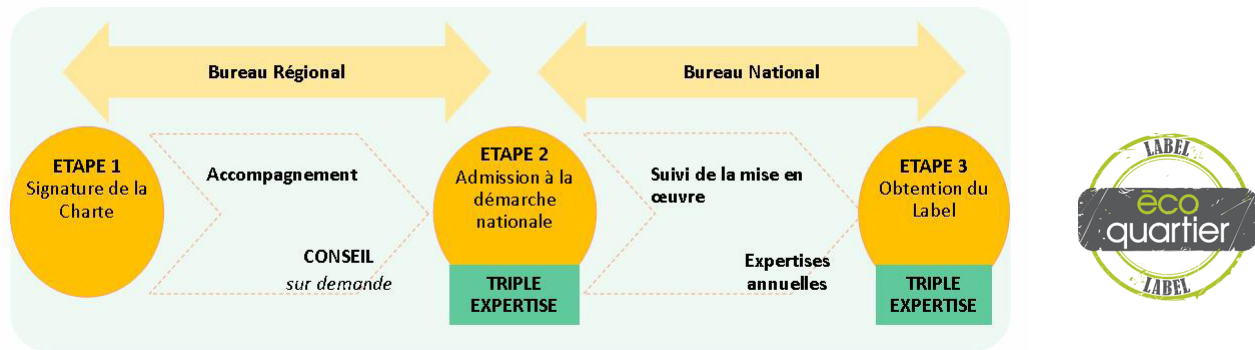 Bureau Régional
Bureau National
ETAPE 1
Signature de la
Charte
Accompagnement
CONSEIL
sur demande
ETAPE 2
Admission à la
démarche
nationale
TRIPLE
EXPERTISE
Suivi de la mise en
œuvre
Expertises
annuelles
ETAPE 3
Obtention du
Label
TRIPLE
EXPERTISE
LABEL
éco
quartier
LABEL